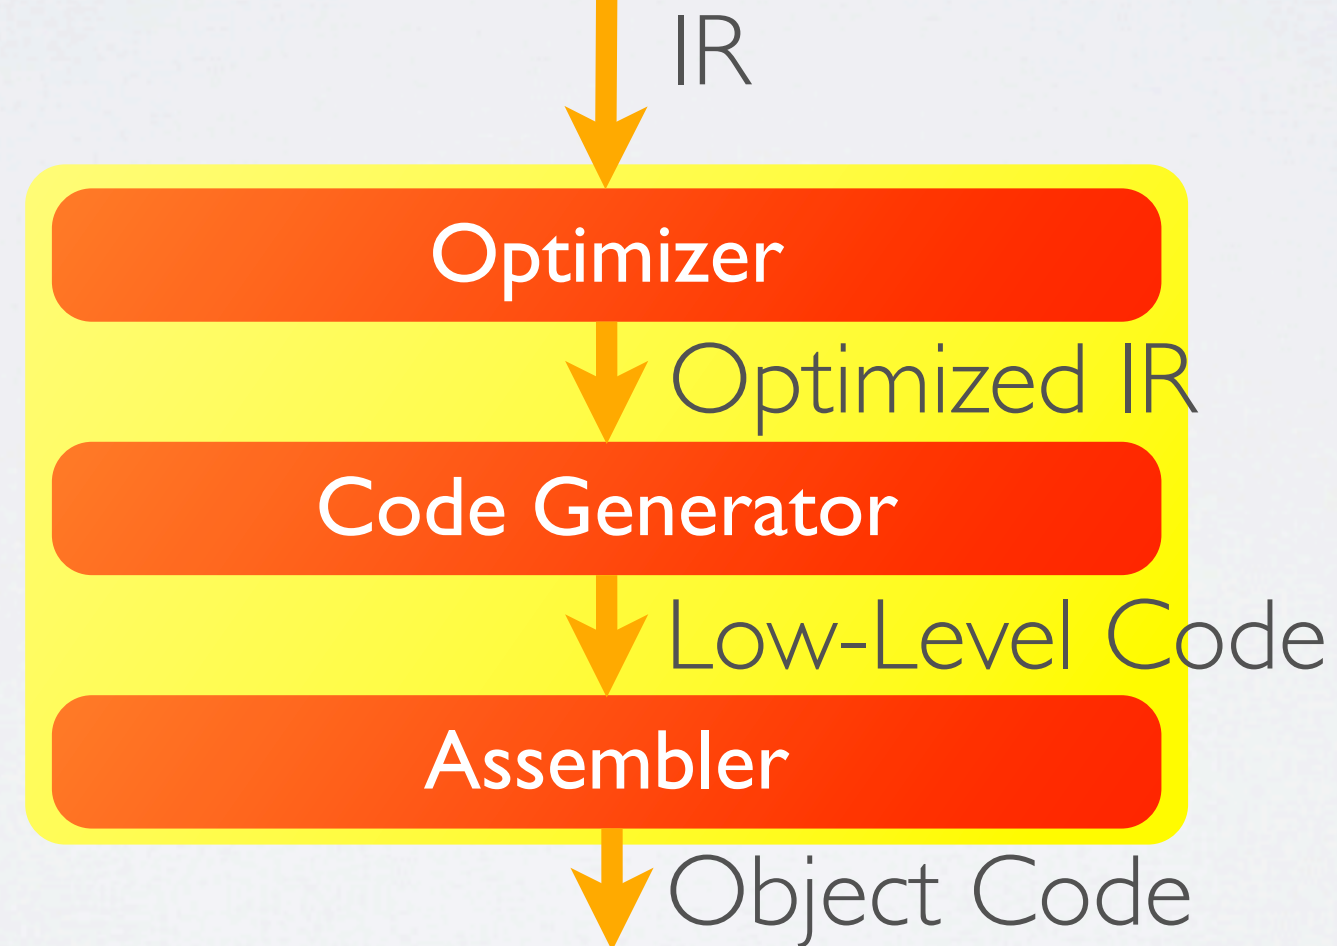 IR
Optimizer
Optimized IR
Code Generator
Low-Level Code
Assembler
Object Code